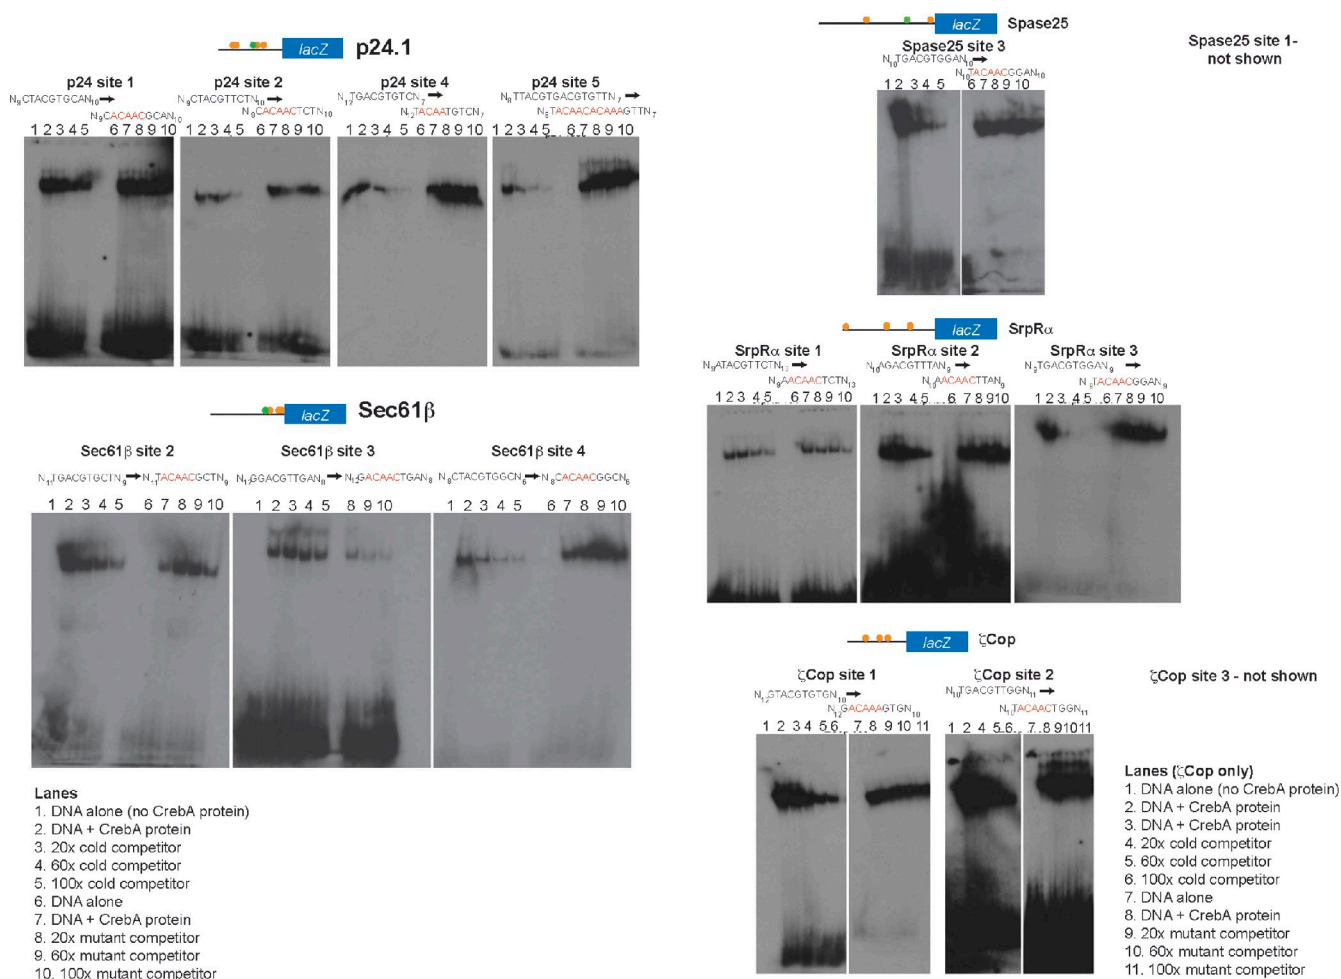 lacZ p24.1
p24 site 1 p24 site 2 p24 site 4 p24 site 5
N9CTACGTGCAN10 N9CTACGTTCTN10 N12TGACGTGTCN7 N8TTACGTGACGTGTTN7
N9CACAACGCAN10 N9CACAACTCTN10 N12TACAATGTCN7 N8TACAACACAAAGTTN7
1 2 3 4 5 6 7 8 9 10 1 2 3 4 5 6 7 8 9 10 1 2 3 4 5 6 7 8 9 10 1 2 3 4 5 6 7 8 9 10
lacZ Sec61β
Sec61β site 2 Sec61β site 3 Sec61β site 4
N11TGACGTGCTN9 N11TACAACGCTN9 N12GGACGTTGAN8 N12GACAACTGAN8 N8CTACGTGGCN6 N8CACAACGGCN6
1 2 3 4 5 6 7 8 9 10 1 2 3 4 5 8 9 10 1 2 3 4 5 6 7 8 9 10
Lanes
1. DNA alone (no CrebA protein)
2. DNA + CrebA protein
3. 20x cold competitor
4. 60x cold competitor
5. 100x cold competitor
6. DNA alone
7. DNA + CrebA protein
8. 20x mutant competitor
9. 60x mutant competitor
10. 100x mutant competitor
lacZ Spase25
Spase25 site 3
N10TGACGTGGAN10
N10TACAACGGAN10
1 2 3 4 5 6 7 8 9 10
Spase25 site 1-
not shown
lacZ SrpRα
SrpRα site 1 SrpRα site 2 SrpRα site 3
N9ATACGTTCTN13 N10AGACGTTTAN9 N9TGACGTGGAN9
N9AACAACTCTN13 N10AACAACTTAN9 N9TACAACGGAN9
1 2 3 4 5 6 7 8 9 10 1 2 3 4 5 6 7 8 9 10 1 2 3 4 5 6 7 8 9 10
lacZ ζCop
ζCop site 1 ζCop site 2
N12GTACGTGTGN10 N10TGACGTTGGN11
N12GACAAAGTGN10 N10TACAACTGGN11
1 2 3 4 5 6 7 8 9 10 11 1 2 4 5 6 7 8 9 10 11
ζCop site 3 - not shown
Lanes (ζCop only)
1. DNA alone (no CrebA protein)
2. DNA + CrebA protein
3. DNA + CrebA protein
4. 20x cold competitor
5. 60x cold competitor
6. 100x cold competitor
7. DNA alone
8. DNA + CrebA protein
9. 20x mutant competitor
10. 60x mutant competitor
11. 100x mutant competitor